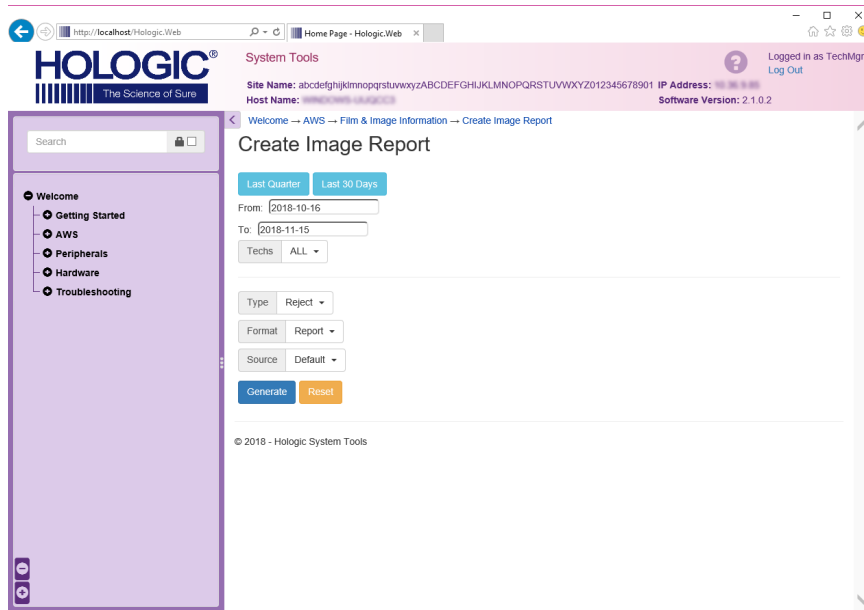 http://localhost/Hologic.Web
Home Page - Hologic.Web
HOLOGIC®
The Science of Sure
System Tools
Logged in as TechMgr
Log Out
Site Name: abcdefghijklmnopqrstuvwxyzABCDEFGHIJKLMNOPQRSTUVWXYZ012345678901 IP Address:
Host Name:
Software Version: 2.1.0.2
Welcome → AWS → Film & Image Information → Create Image Report
Search
Create Image Report
Last Quarter Last 30 Days
From: 2018-10-16
To: 2018-11-15
Techs ALL
Welcome
Getting Started
AWS
Peripherals
Hardware
Troubleshooting
Type Reject
Format Report
Source Default
Generate Reset
© 2018 - Hologic System Tools